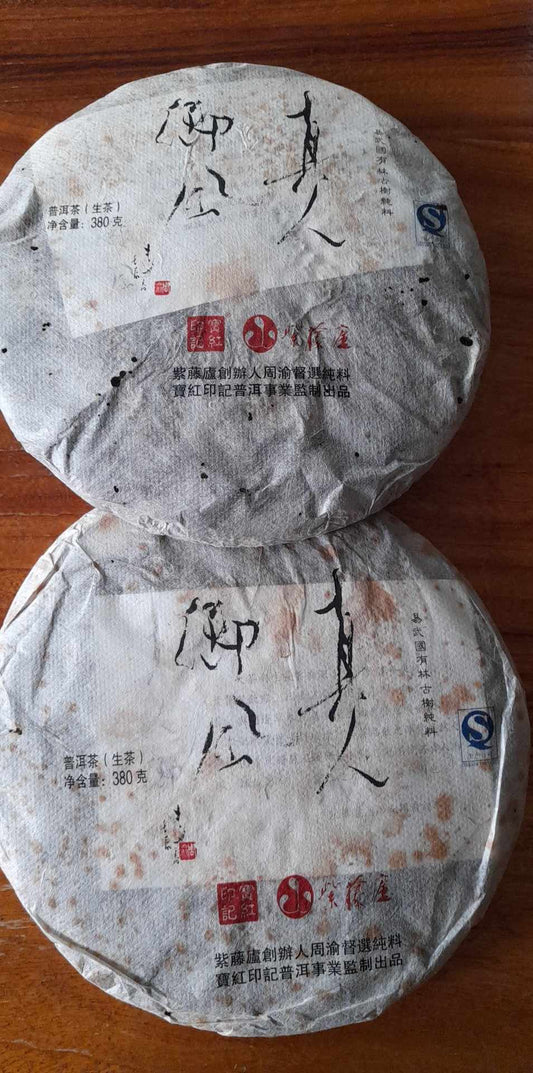 真人
御風
易武國有林古樹純料
普洱茶（生茶）
净含量：380克
寶紅
印記
紫藤廬
紫藤廬創辦人周渝督選純料
寶紅印記普洱事業監制出品
真人
御風
易武國有林古樹純料
普洱茶（生茶）
净含量：380克
寶紅
印記
紫藤廬
紫藤廬創辦人周渝督選純料
寶紅印記普洱事業監制出品